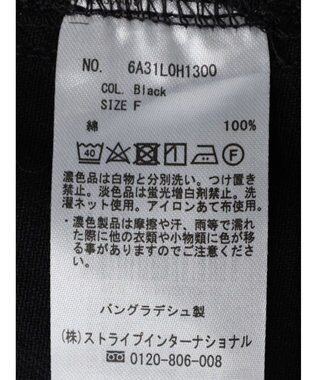 NO. 6A31L0H1300
COL. Black
SIZE F
綿 100%
40 F
濃色品は白物と分別洗い。つけ置き
禁止。淡色品は蛍光増白剤禁止。洗
濯ネット使用。アイロンあて布使用。
・濃色製品は摩擦や汗、雨等で濡れ
た際に他の衣類や小物類に色が移
る事がありますのでご注意くださ
い。
バングラデシュ製
(株)ストライプインターナショナル
0120-806-008